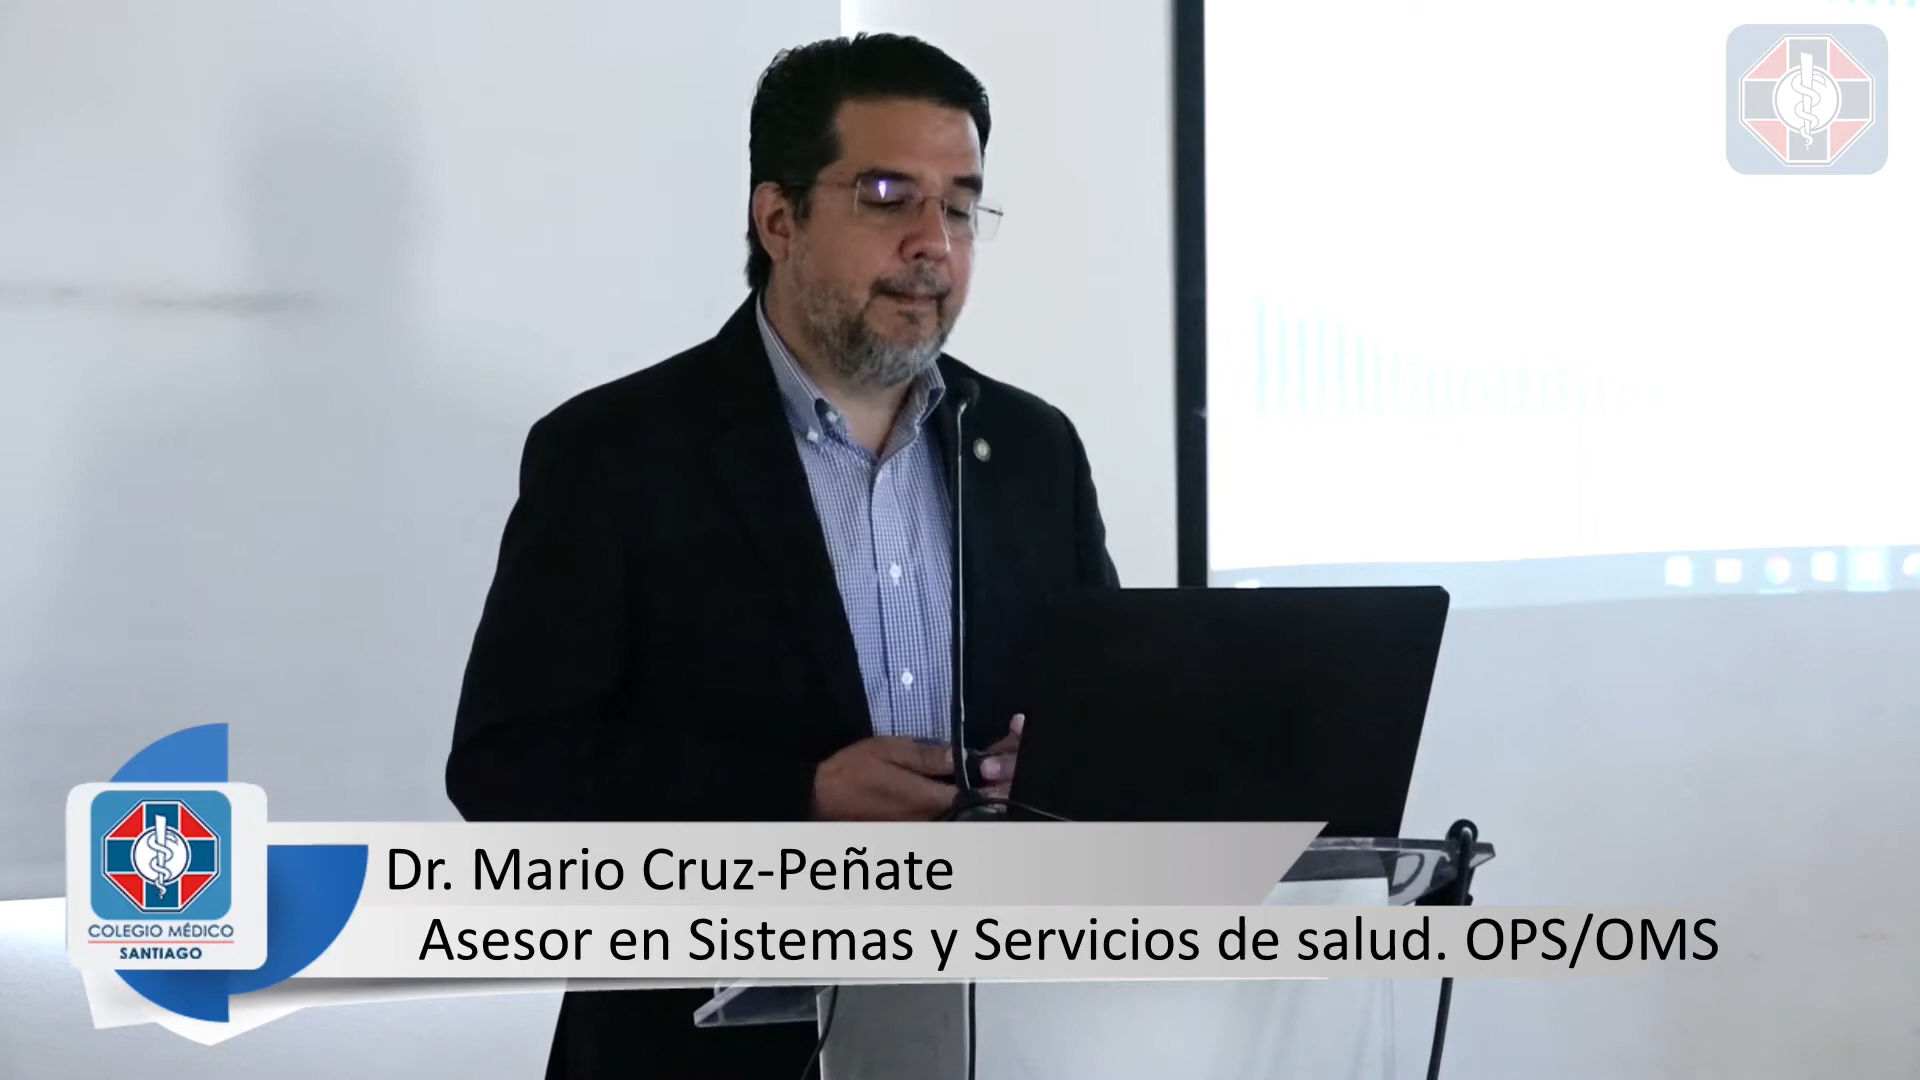 Dr. Mario Cruz-Peñate
Asesor en Sistemas y Servicios de salud. OPS/OMS
COLEGIO MÉDICO
SANTIAGO